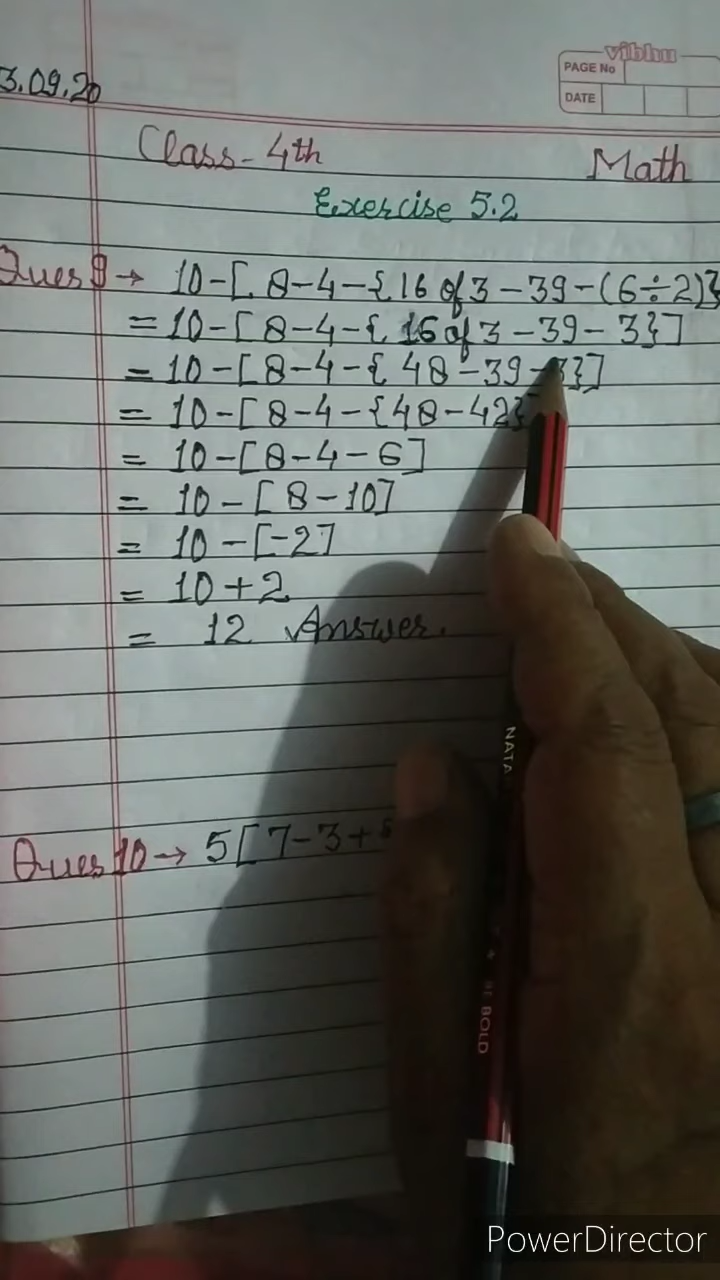 vibhu
PAGE No
DATE
3.09.20
Class-4th Math
Exercise 5.2
Ques 9 → 10-[8-4-{16 of 3-39-(6÷2)}
=10-[8-4-{16 of 3-39-3}]
=10-[8-4-{48-39-3}]
=10-[8-4-{48-42}
= 10-[8-4-6]
= 10-[8-10]
= 10-[-2]
= 10+2
= 12 Answer.
Ques 10 → 5[7-3+
NATA
BOLD
PowerDirector